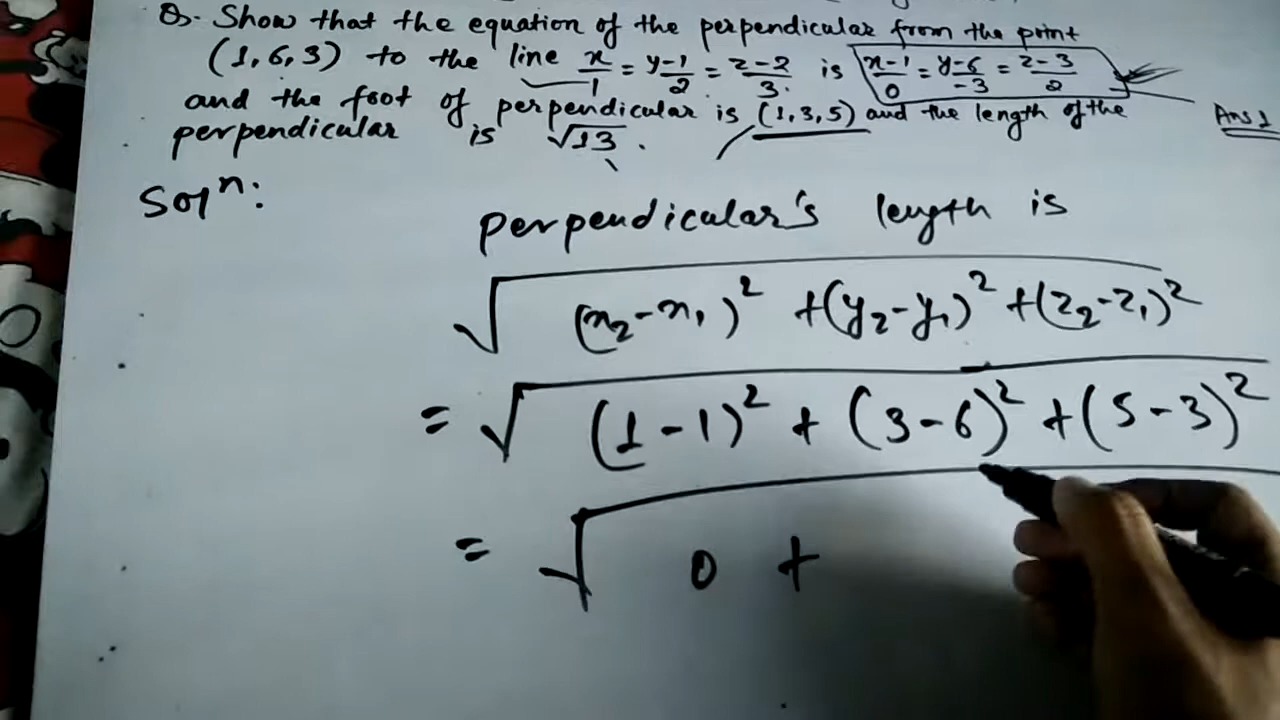 Q. Show that the equation of the perpendicular from the point
(1,6,3) to the line x/1 = y-1/2 = z-2/3. is x-1/0 = y-6/-3 = z-3/2
and the foot of perpendicular is (1,3,5) and the length of the
perpendicular is √13.
Ans 1
Solⁿ:
perpendicular's length is
√(x₂-x₁)² + (y₂-y₁)² + (z₂-z₁)²
= √(1-1)² + (3-6)² + (5-3)²
= √0 +